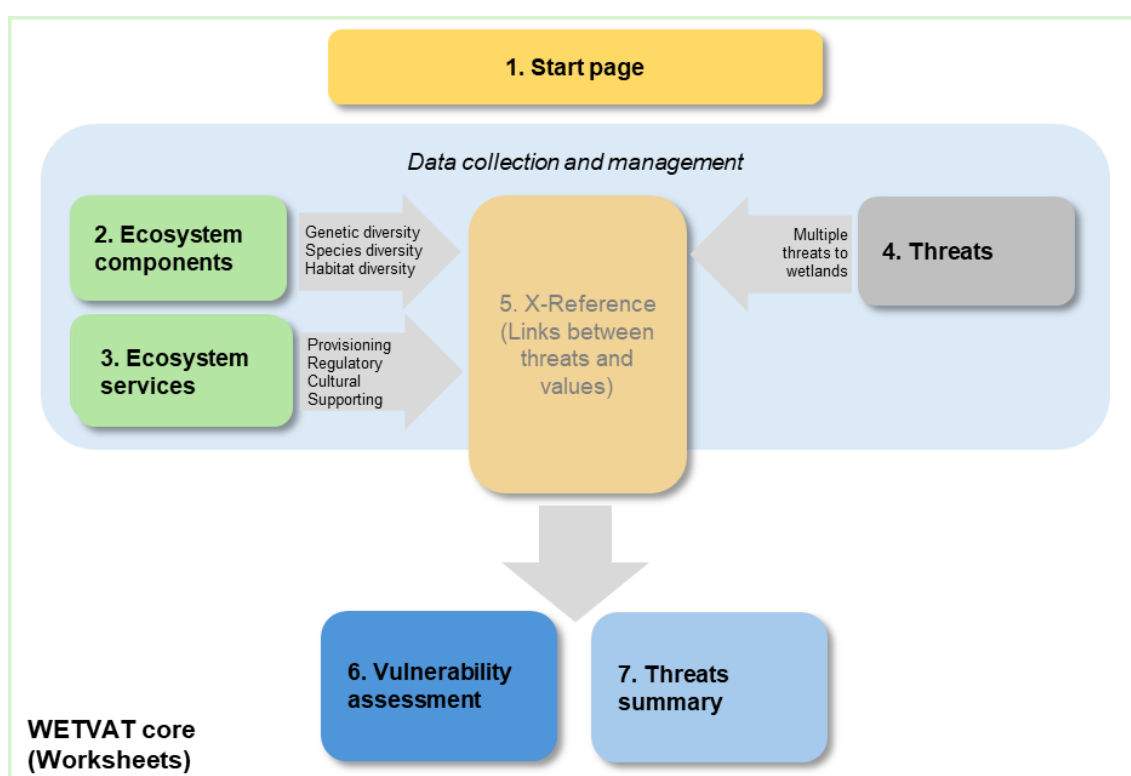 1. Start page
Data collection and management
2. Ecosystem
components
Genetic diversity
Species diversity
Habitat diversity
3. Ecosystem
services
Provisioning
Regulatory
Cultural
Supporting
5. X-Reference
(Links between
threats and
values)
Multiple
threats to
wetlands
4. Threats
6. Vulnerability
assessment
7. Threats
summary
WETVAT core
(Worksheets)